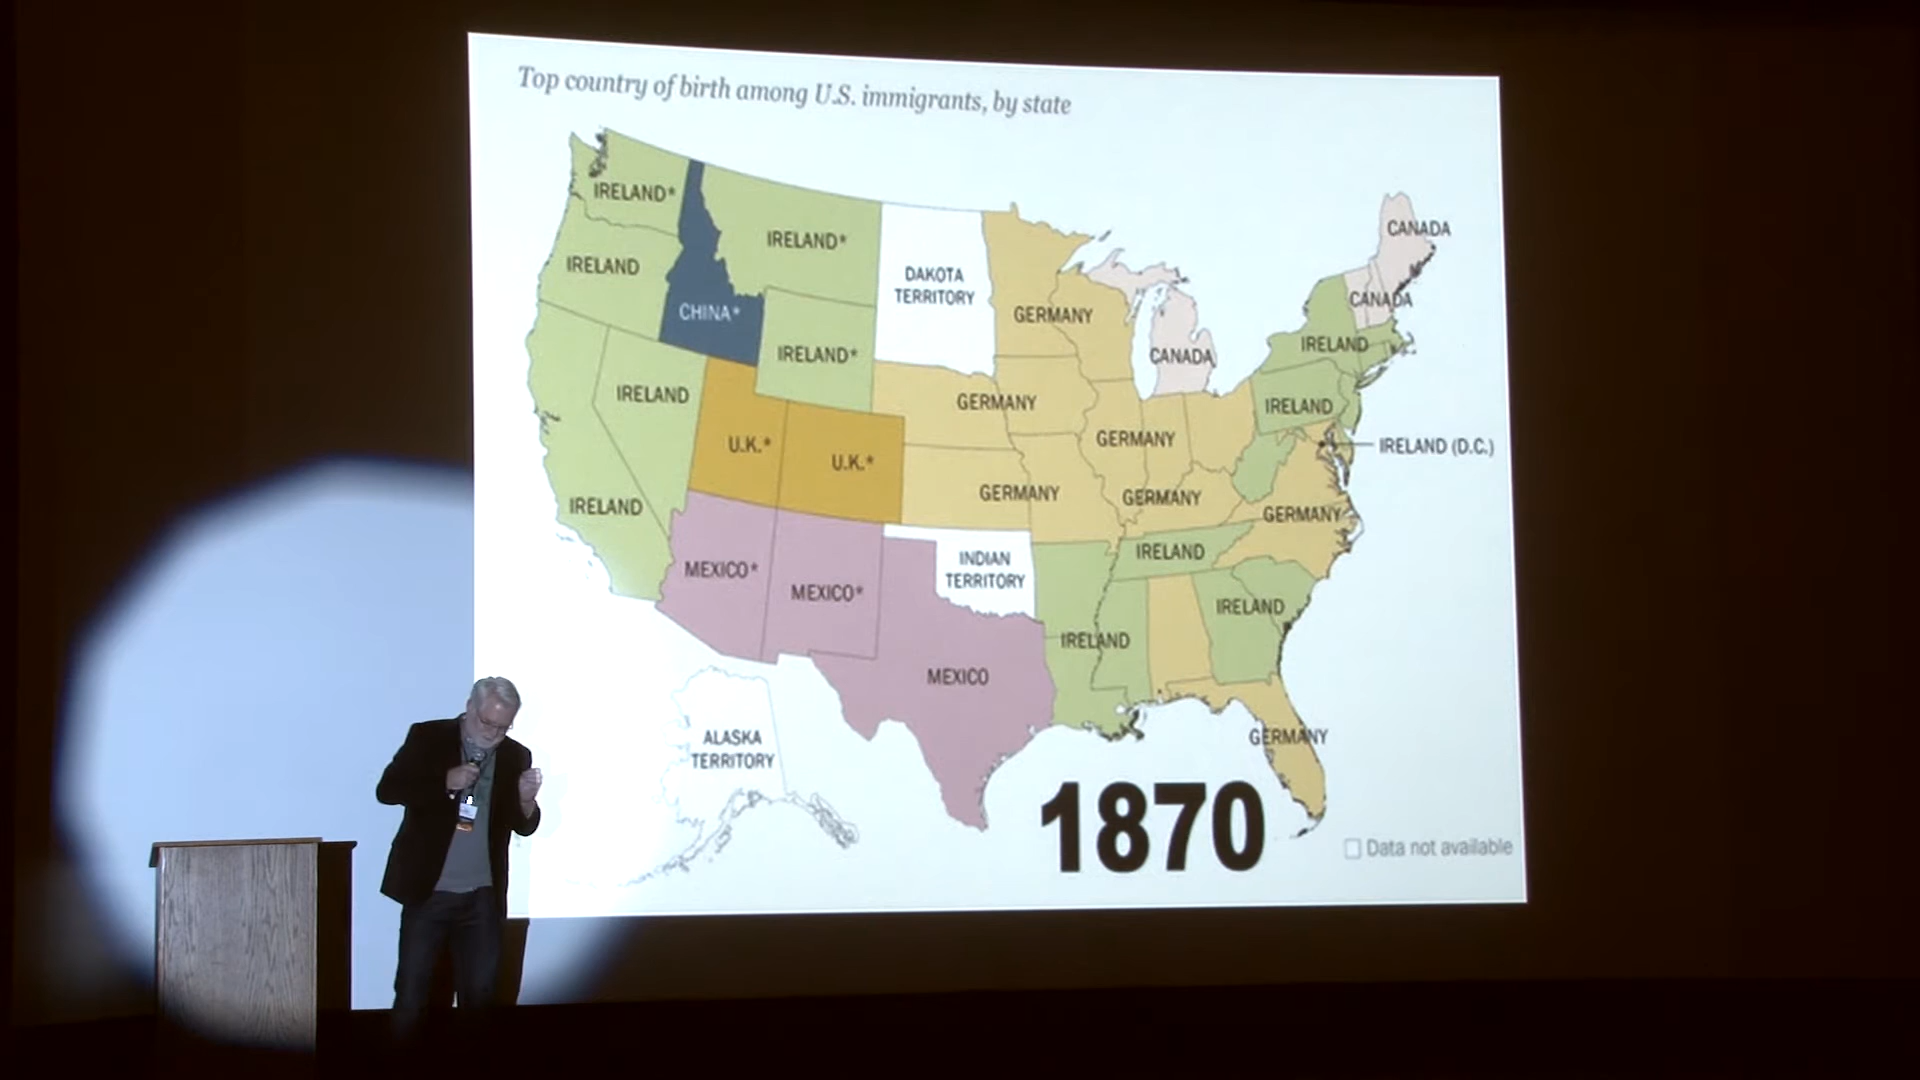 Top country of birth among U.S. immigrants, by state
IRELAND*
IRELAND*
CANADA
IRELAND
DAKOTA
TERRITORY
CHINA*
GERMANY
CANADA
IRELAND*
CANADA
IRELAND
IRELAND
GERMANY
IRELAND
U.K.*
U.K.*
GERMANY
IRELAND (D.C.)
IRELAND
GERMANY
GERMANY
GERMANY
MEXICO*
MEXICO*
INDIAN
TERRITORY
IRELAND
IRELAND
IRELAND
MEXICO
ALASKA
TERRITORY
GERMANY
1870
Data not available